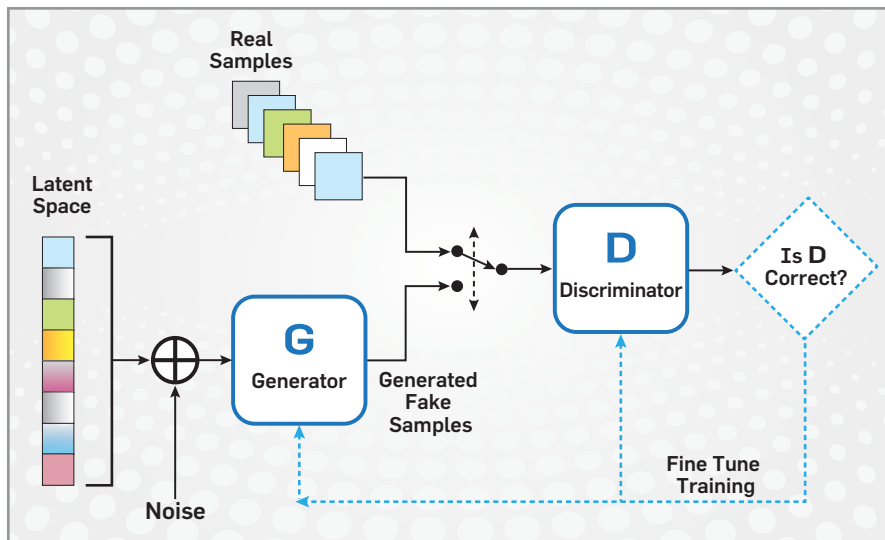 Real
Samples
Latent
Space
D
Discriminator
Is D
Correct?
G
Generator
Generated
Fake
Samples
Fine Tune
Training
Noise